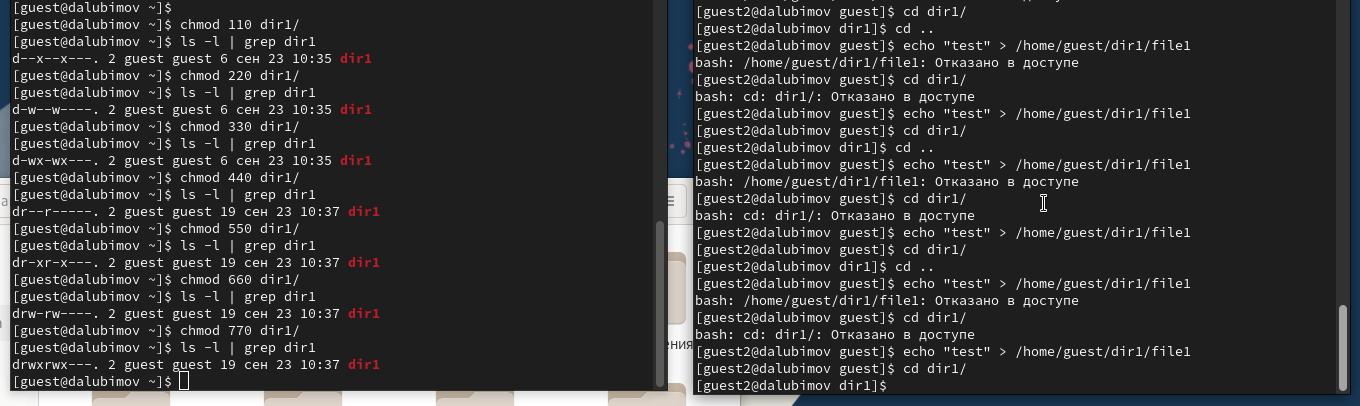 [guest@dalubimov ~]$
[guest@dalubimov ~]$ chmod 110 dir1/
[guest@dalubimov ~]$ ls -l | grep dir1
d--x--x---. 2 guest guest 6 сен 23 10:35 dir1
[guest@dalubimov ~]$ chmod 220 dir1/
[guest@dalubimov ~]$ ls -l | grep dir1
d-w--w----. 2 guest guest 6 сен 23 10:35 dir1
[guest@dalubimov ~]$ chmod 330 dir1/
[guest@dalubimov ~]$ ls -l | grep dir1
d-wx-wx---. 2 guest guest 6 сен 23 10:35 dir1
[guest@dalubimov ~]$ chmod 440 dir1/
[guest@dalubimov ~]$ ls -l | grep dir1
dr--r-----. 2 guest guest 19 сен 23 10:37 dir1
[guest@dalubimov ~]$ chmod 550 dir1/
[guest@dalubimov ~]$ ls -l | grep dir1
dr-xr-x---. 2 guest guest 19 сен 23 10:37 dir1
[guest@dalubimov ~]$ chmod 660 dir1/
[guest@dalubimov ~]$ ls -l | grep dir1
drw-rw----. 2 guest guest 19 сен 23 10:37 dir1
[guest@dalubimov ~]$ chmod 770 dir1/
[guest@dalubimov ~]$ ls -l | grep dir1
drwxrwx---. 2 guest guest 19 сен 23 10:37 dir1
[guest@dalubimov ~]$
[guest2@dalubimov guest]$ cd dir1/
[guest2@dalubimov dir1]$ cd ..
[guest2@dalubimov guest]$ echo "test" > /home/guest/dir1/file1
bash: /home/guest/dir1/file1: Отказано в доступе
[guest2@dalubimov guest]$ cd dir1/
bash: cd: dir1/: Отказано в доступе
[guest2@dalubimov guest]$ echo "test" > /home/guest/dir1/file1
[guest2@dalubimov guest]$ cd dir1/
[guest2@dalubimov dir1]$ cd ..
[guest2@dalubimov guest]$ echo "test" > /home/guest/dir1/file1
bash: /home/guest/dir1/file1: Отказано в доступе
[guest2@dalubimov guest]$ cd dir1/
bash: cd: dir1/: Отказано в доступе
[guest2@dalubimov guest]$ echo "test" > /home/guest/dir1/file1
[guest2@dalubimov guest]$ cd dir1/
[guest2@dalubimov dir1]$ cd ..
[guest2@dalubimov guest]$ echo "test" > /home/guest/dir1/file1
bash: /home/guest/dir1/file1: Отказано в доступе
[guest2@dalubimov guest]$ cd dir1/
bash: cd: dir1/: Отказано в доступе
[guest2@dalubimov guest]$ echo "test" > /home/guest/dir1/file1
[guest2@dalubimov guest]$ cd dir1/
[guest2@dalubimov dir1]$